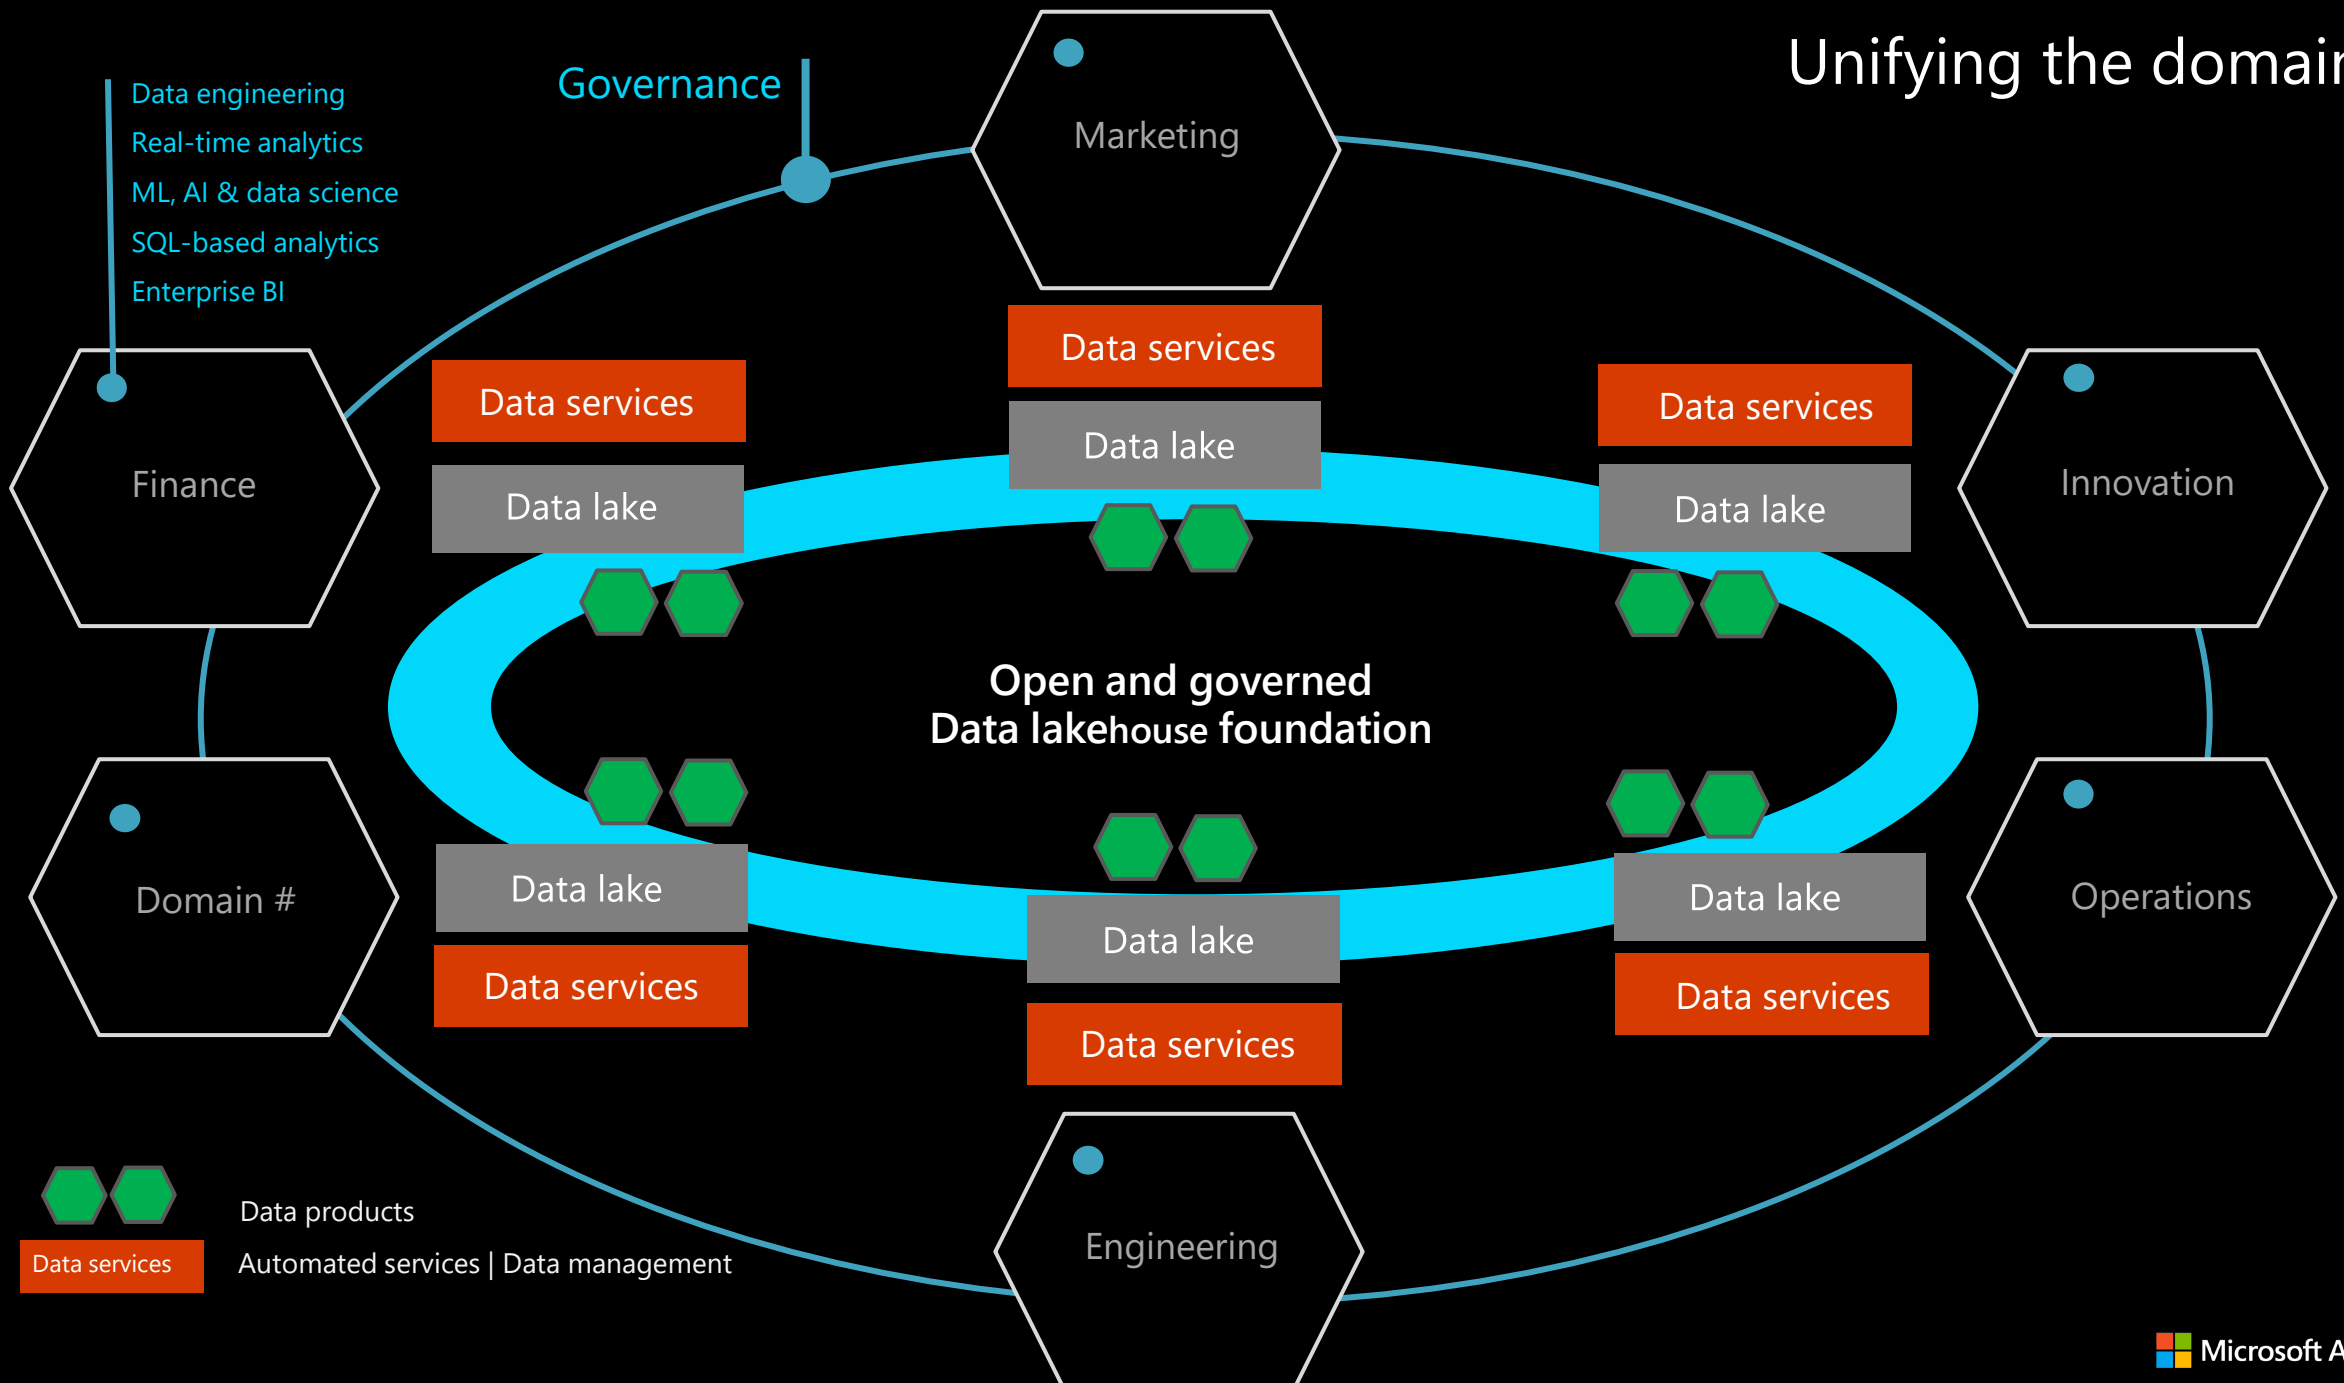 Unifying the domain
Governance
Data engineering
Real-time analytics
ML, AI & data science
SQL-based analytics
Enterprise BI
Marketing
Data services
Data lake
Finance
Data services
Data lake
Data services
Data lake
Innovation
Open and governed
Data lakehouse foundation
Domain #
Data lake
Data services
Data lake
Data services
Data lake
Data services
Operations
Engineering
Data products
Data services
Automated services | Data management
Microsoft A